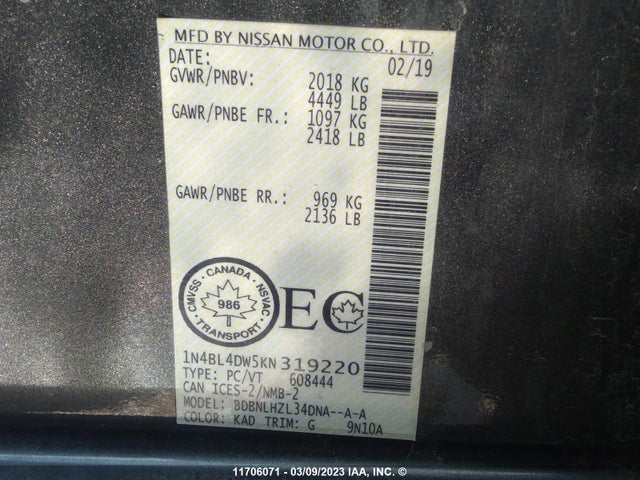 MFD BY NISSAN MOTOR CO., LTD.
DATE: 02/19
GVWR/PNBV: 2018 KG
4449 LB
GAWR/PNBE FR.: 1097 KG
2418 LB
GAWR/PNBE RR.: 969 KG
2136 LB
CMVSS · CANADA · NSVAC · TRANSPORT ·
986
EC
1N4BL4DW5KN319220
TYPE: PC/VT 608444
CAN ICES-2/NMB-2
MODEL: BDBNLHZL34DNA--A-A
COLOR: KAD TRIM: G 9N10A
11706071 - 03/09/2023 IAA, INC. ©